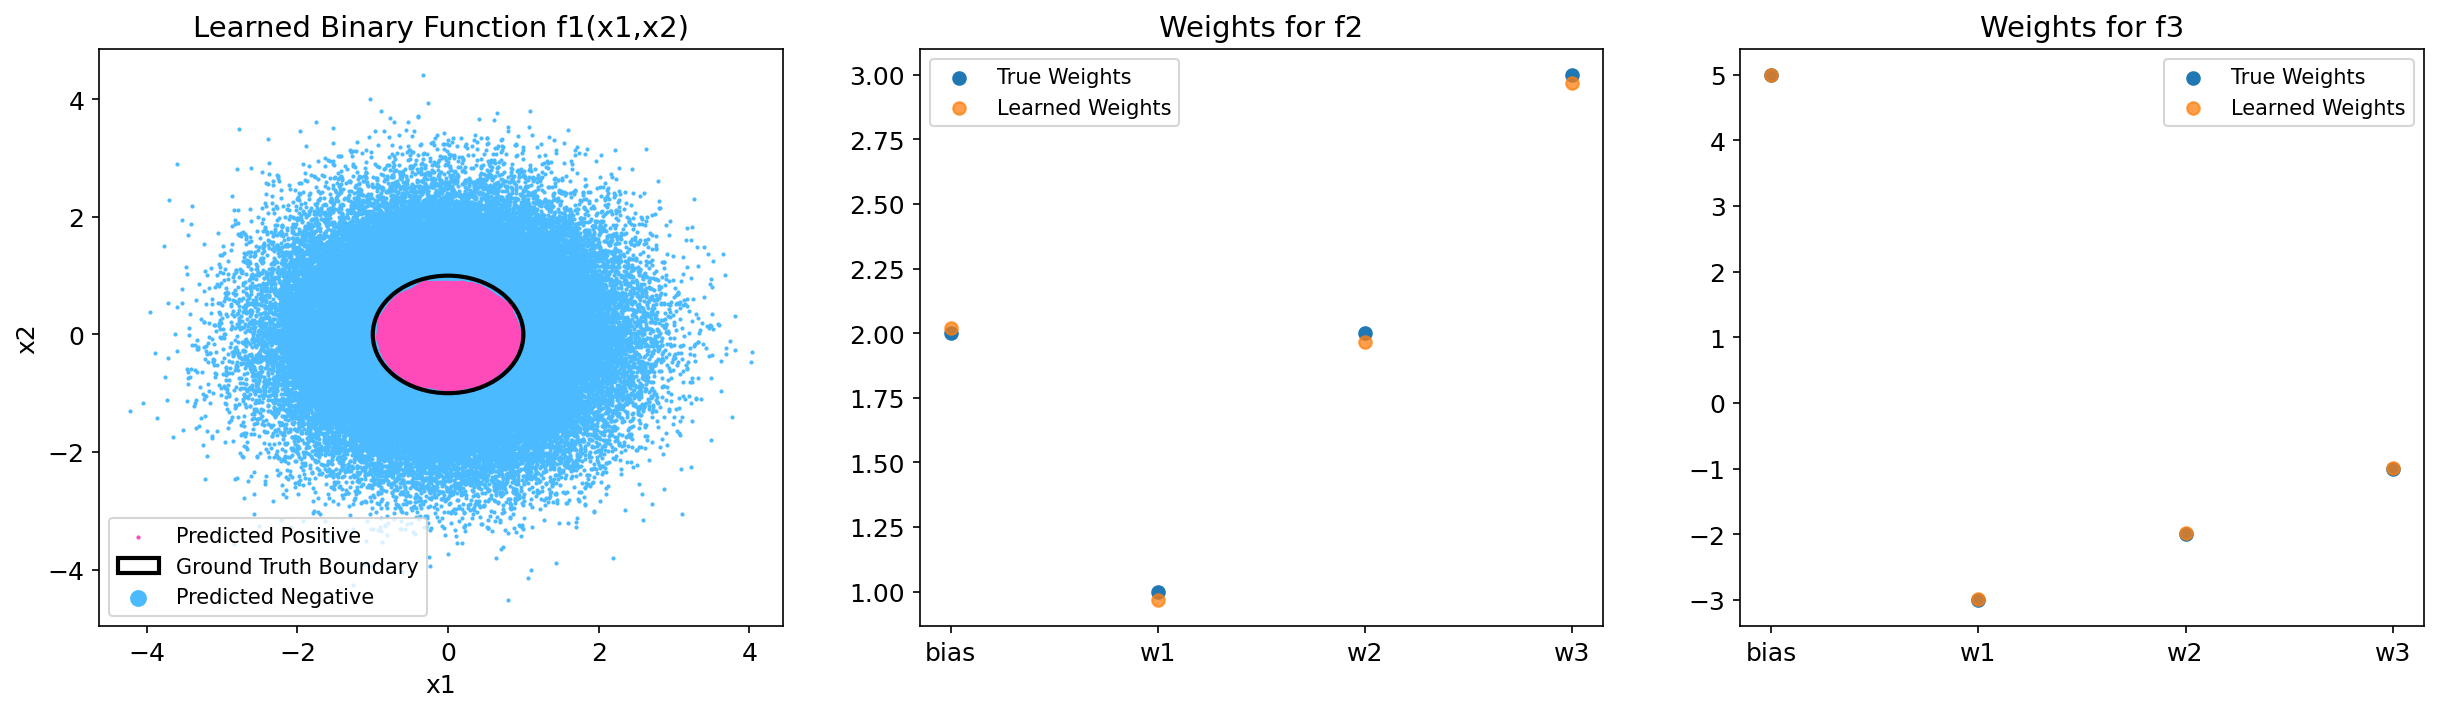 Learned Binary Function f1(x1,x2)
x2
4
2
0
−2
−4
Predicted Positive
Ground Truth Boundary
Predicted Negative
−4 −2 0 2 4
x1
Weights for f2
True Weights
Learned Weights
3.00
2.75
2.50
2.25
2.00
1.75
1.50
1.25
1.00
bias w1 w2 w3
Weights for f3
True Weights
Learned Weights
5
4
3
2
1
0
−1
−2
−3
bias w1 w2 w3